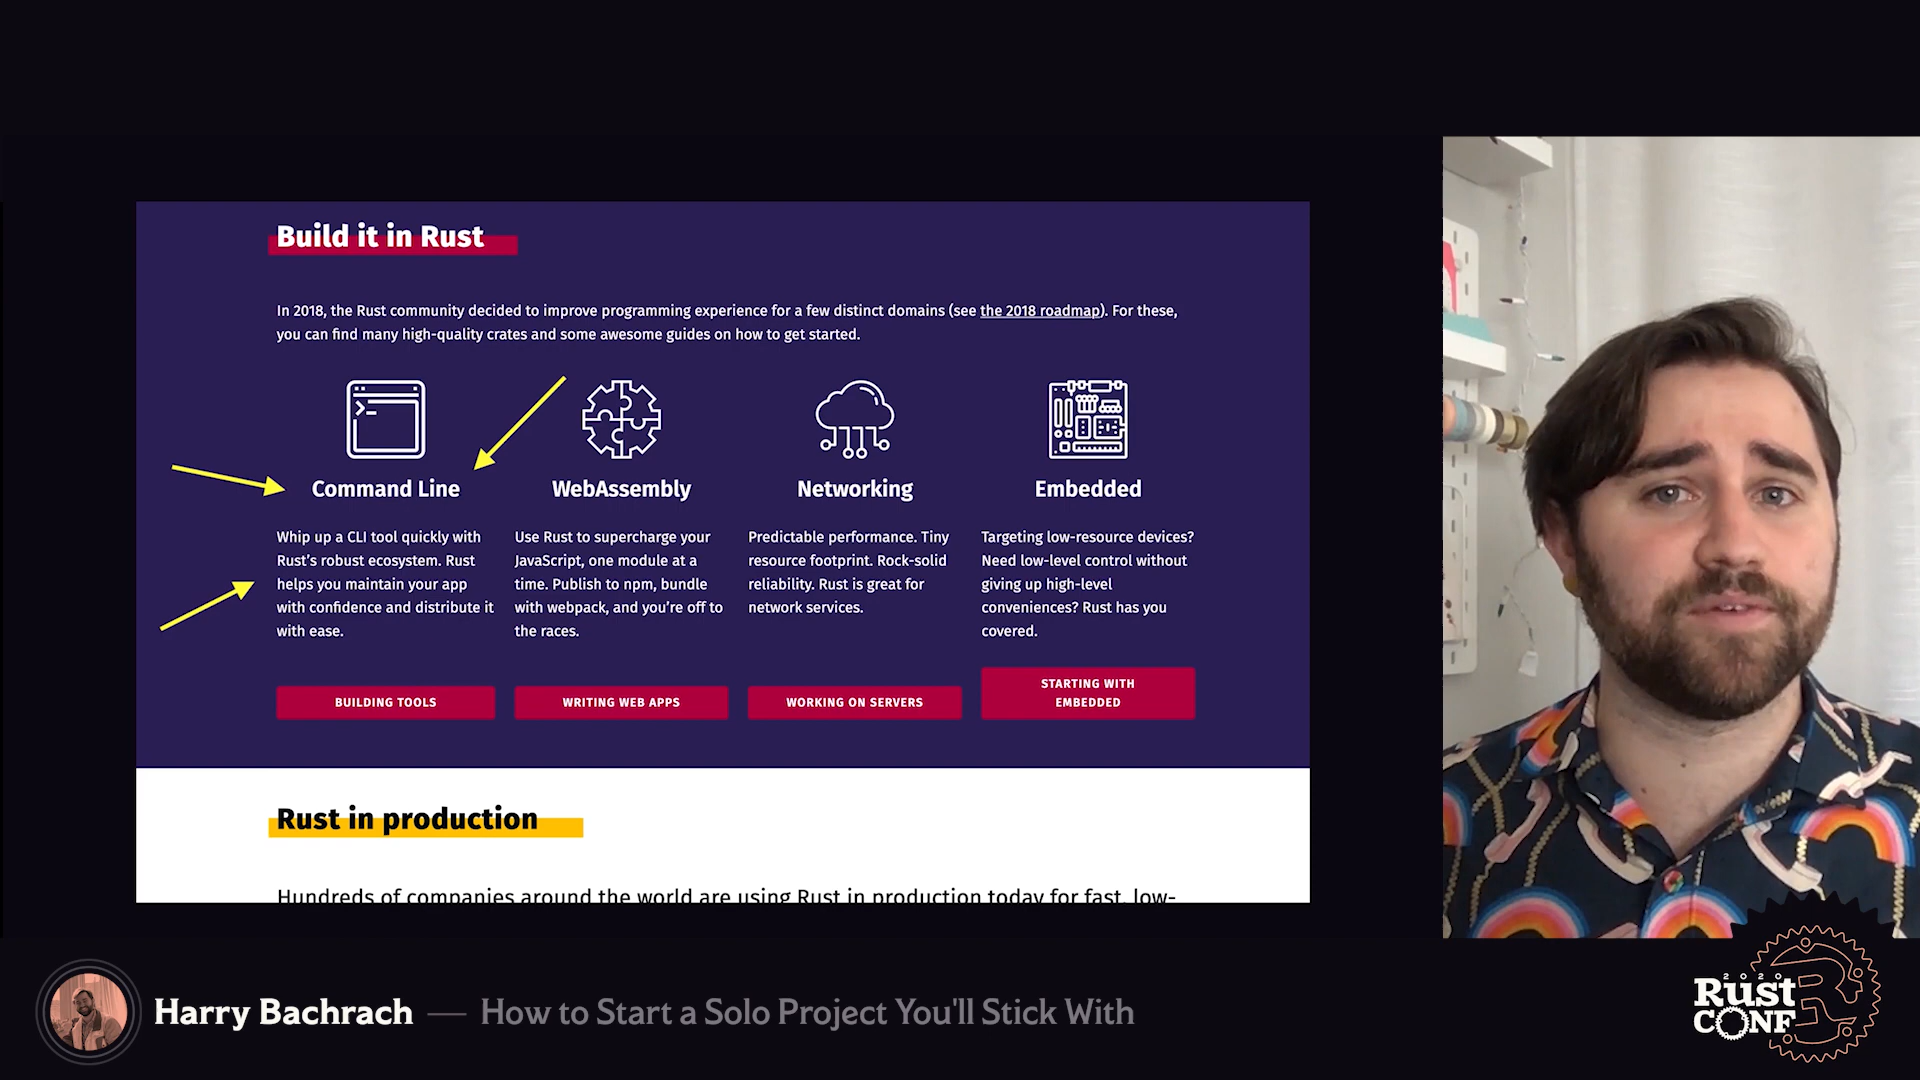 Build it in Rust
In 2018, the Rust community decided to improve programming experience for a few distinct domains (see the 2018 roadmap). For these,
you can find many high-quality crates and some awesome guides on how to get started.
Command Line
Whip up a CLI tool quickly with
Rust's robust ecosystem. Rust
helps you maintain your app
with confidence and distribute it
with ease.
BUILDING TOOLS
WebAssembly
Use Rust to supercharge your
JavaScript, one module at a
time. Publish to npm, bundle
with webpack, and you're off to
the races.
WRITING WEB APPS
Networking
Predictable performance. Tiny
resource footprint. Rock-solid
reliability. Rust is great for
network services.
WORKING ON SERVERS
Embedded
Targeting low-resource devices?
Need low-level control without
giving up high-level
conveniences? Rust has you
covered.
STARTING WITH
EMBEDDED
Rust in production
Hundreds of companies around the world are using Rust in production today for fast, low-
Harry Bachrach — How to Start a Solo Project You'll Stick With
2020
Rust
CONF
R